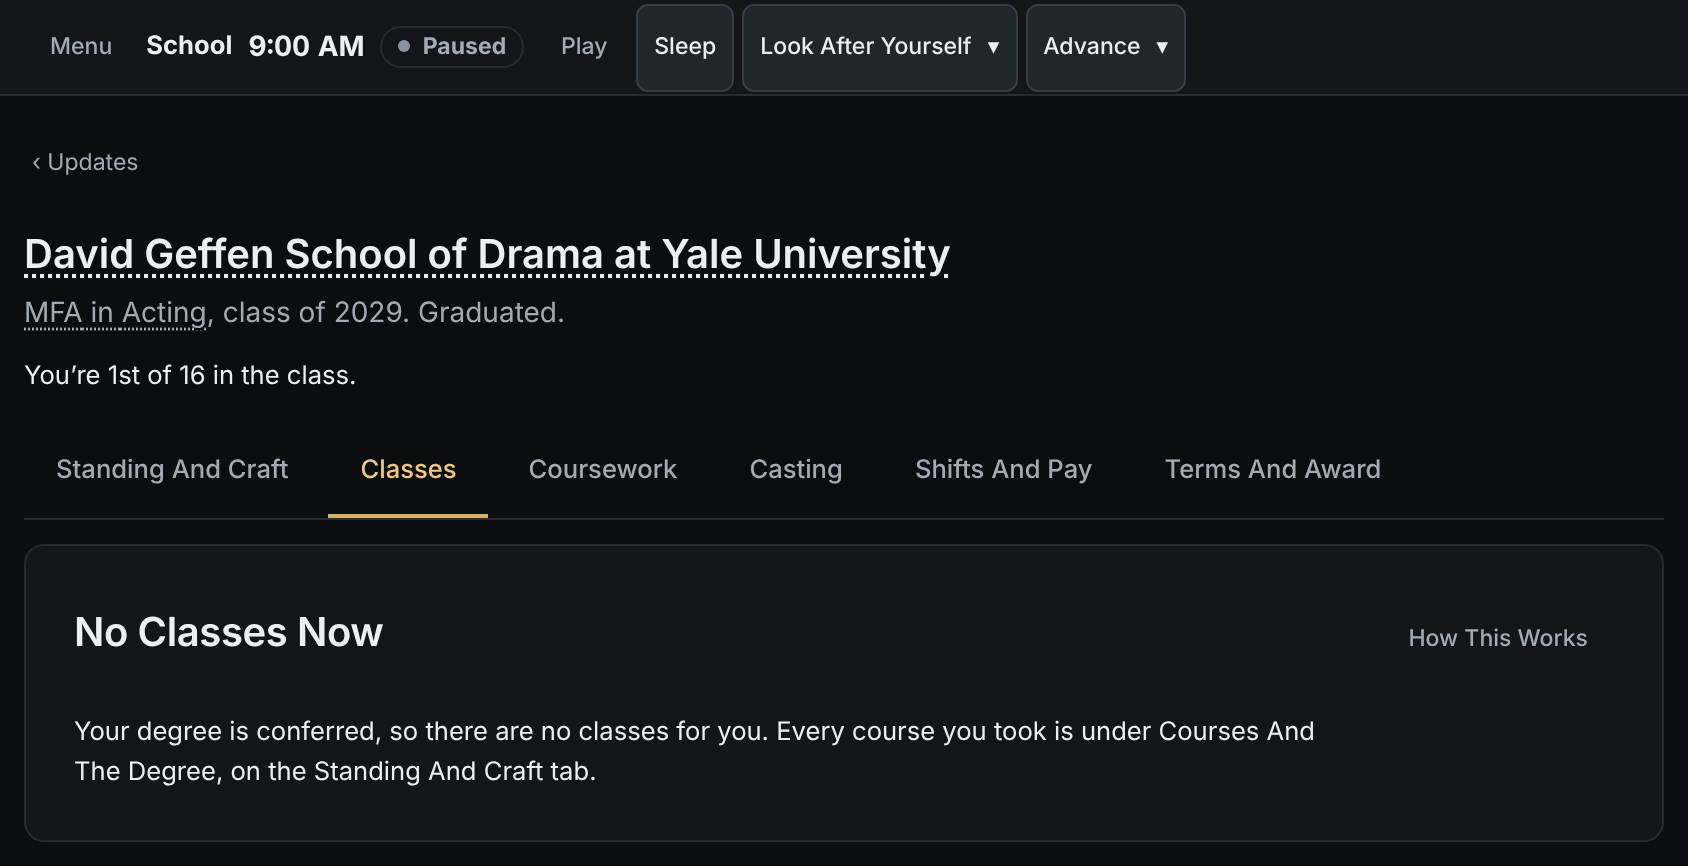 Menu School 9:00 AM Paused Play Sleep Look After Yourself ▼ Advance ▼
‹ Updates
David Geffen School of Drama at Yale University
MFA in Acting, class of 2029. Graduated.
You’re 1st of 16 in the class.
Standing And Craft Classes Coursework Casting Shifts And Pay Terms And Award
No Classes Now How This Works
Your degree is conferred, so there are no classes for you. Every course you took is under Courses And
The Degree, on the Standing And Craft tab.